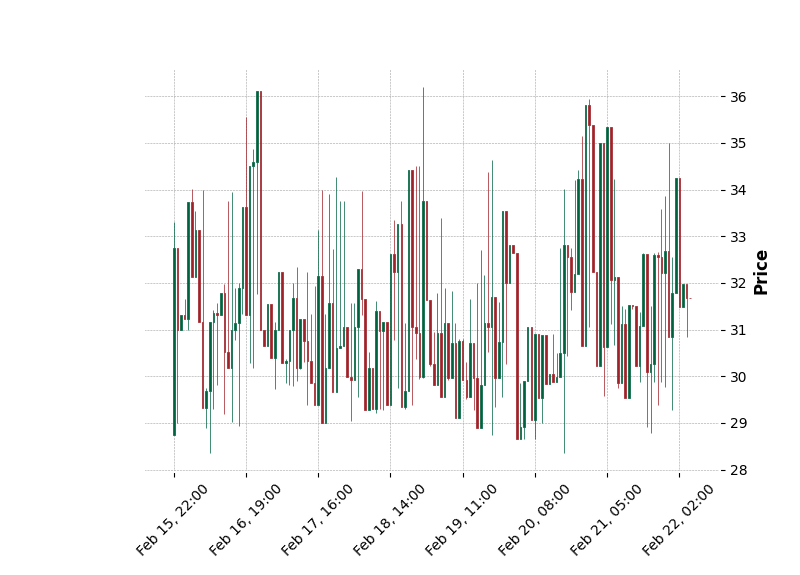 36
35
34
33
32
31
30
29
28
Price
Feb 15, 22:00
Feb 16, 19:00
Feb 17, 16:00
Feb 18, 14:00
Feb 19, 11:00
Feb 20, 08:00
Feb 21, 05:00
Feb 22, 02:00